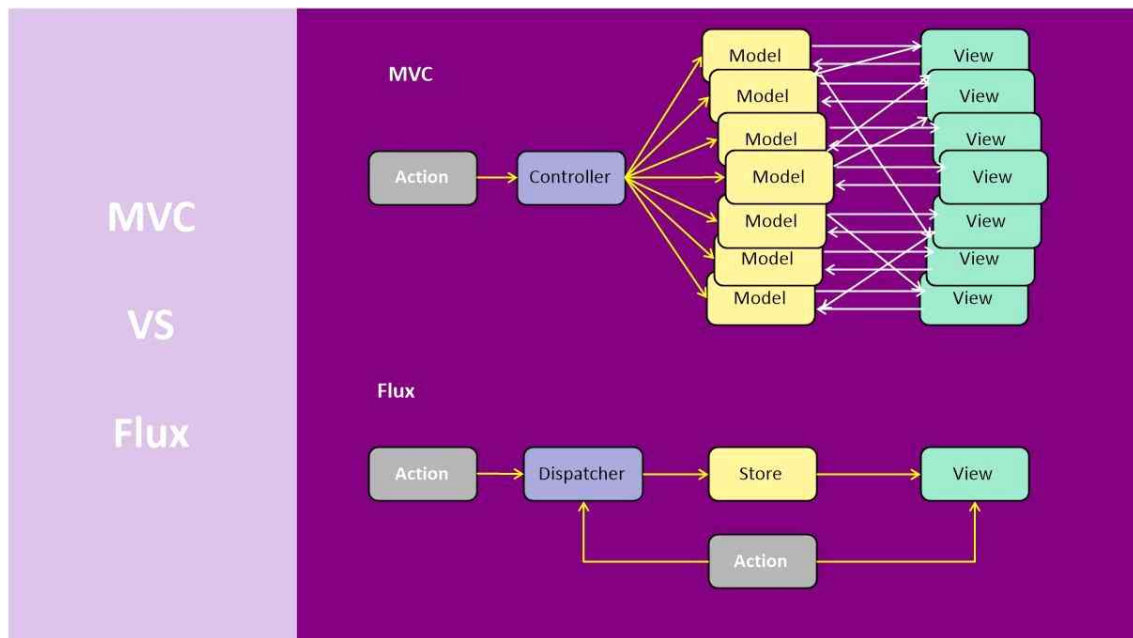 MVC
VS
Flux
MVC
Action
Controller
Model
Model
Model
Model
Model
Model
Model
View
View
View
View
View
View
View
Flux
Action
Dispatcher
Store
View
Action